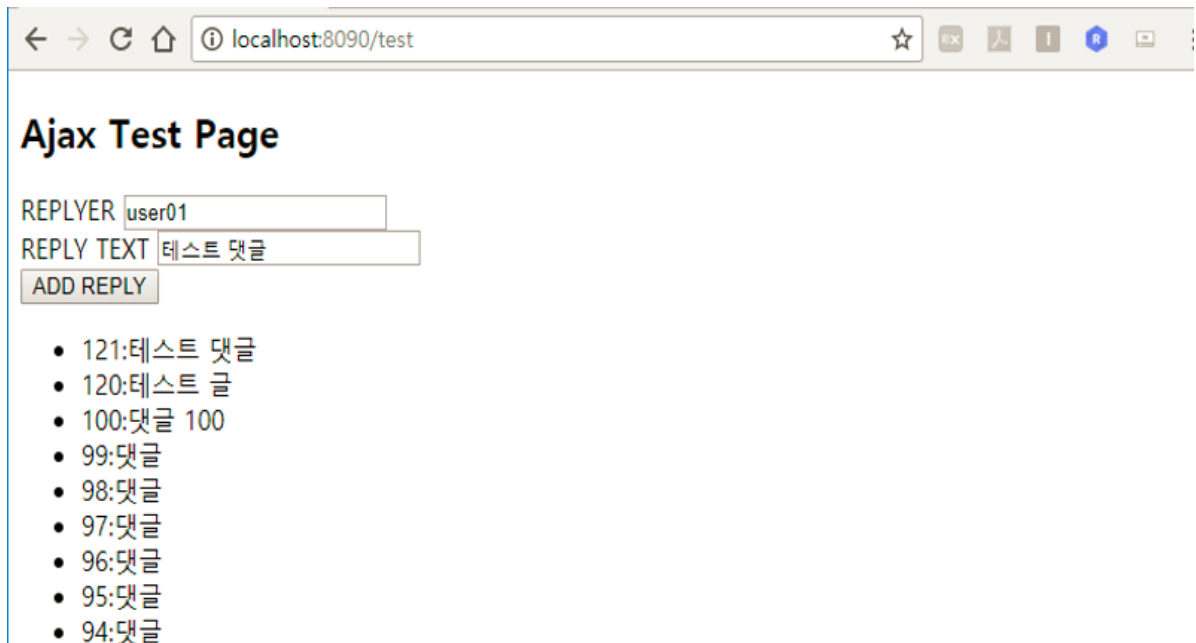 localhost:8090/test
Ajax Test Page
REPLYER user01
REPLY TEXT 테스트 댓글
ADD REPLY
121:테스트 댓글
120:테스트 글
100:댓글 100
99:댓글
98:댓글
97:댓글
96:댓글
95:댓글
94:댓글